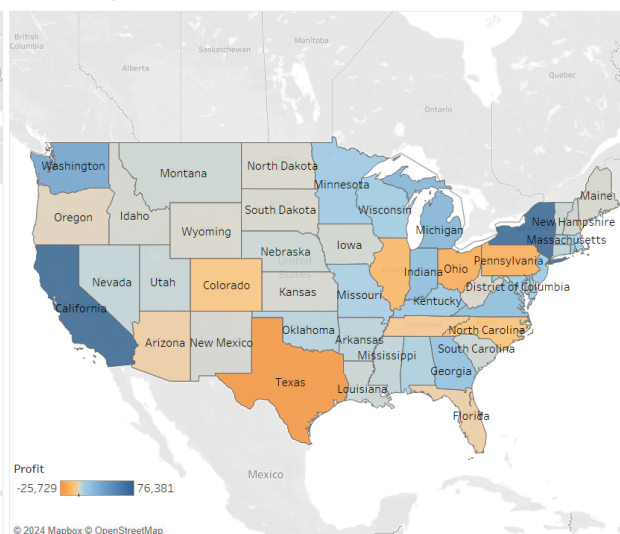 British
Columbia
Alberta
Saskatchewan
Manitoba
Ontario
Quebec
Washington
Montana
North Dakota
Minnesota
Maine
Oregon
Idaho
South Dakota
Wisconsin
Michigan
New Hampshire
Wyoming
Massachusetts
Iowa
Nebraska
United
States
Pennsylvania
Ohio
Indiana
Nevada
Utah
Colorado
Kansas
Missouri
Kentucky
District of Columbia
California
Oklahoma
North Carolina
Arizona
New Mexico
Arkansas
South Carolina
Mississippi
Georgia
Texas
Louisiana
Florida
Profit
-25,729 76,381
Mexico
© 2024 Mapbox © OpenStreetMap